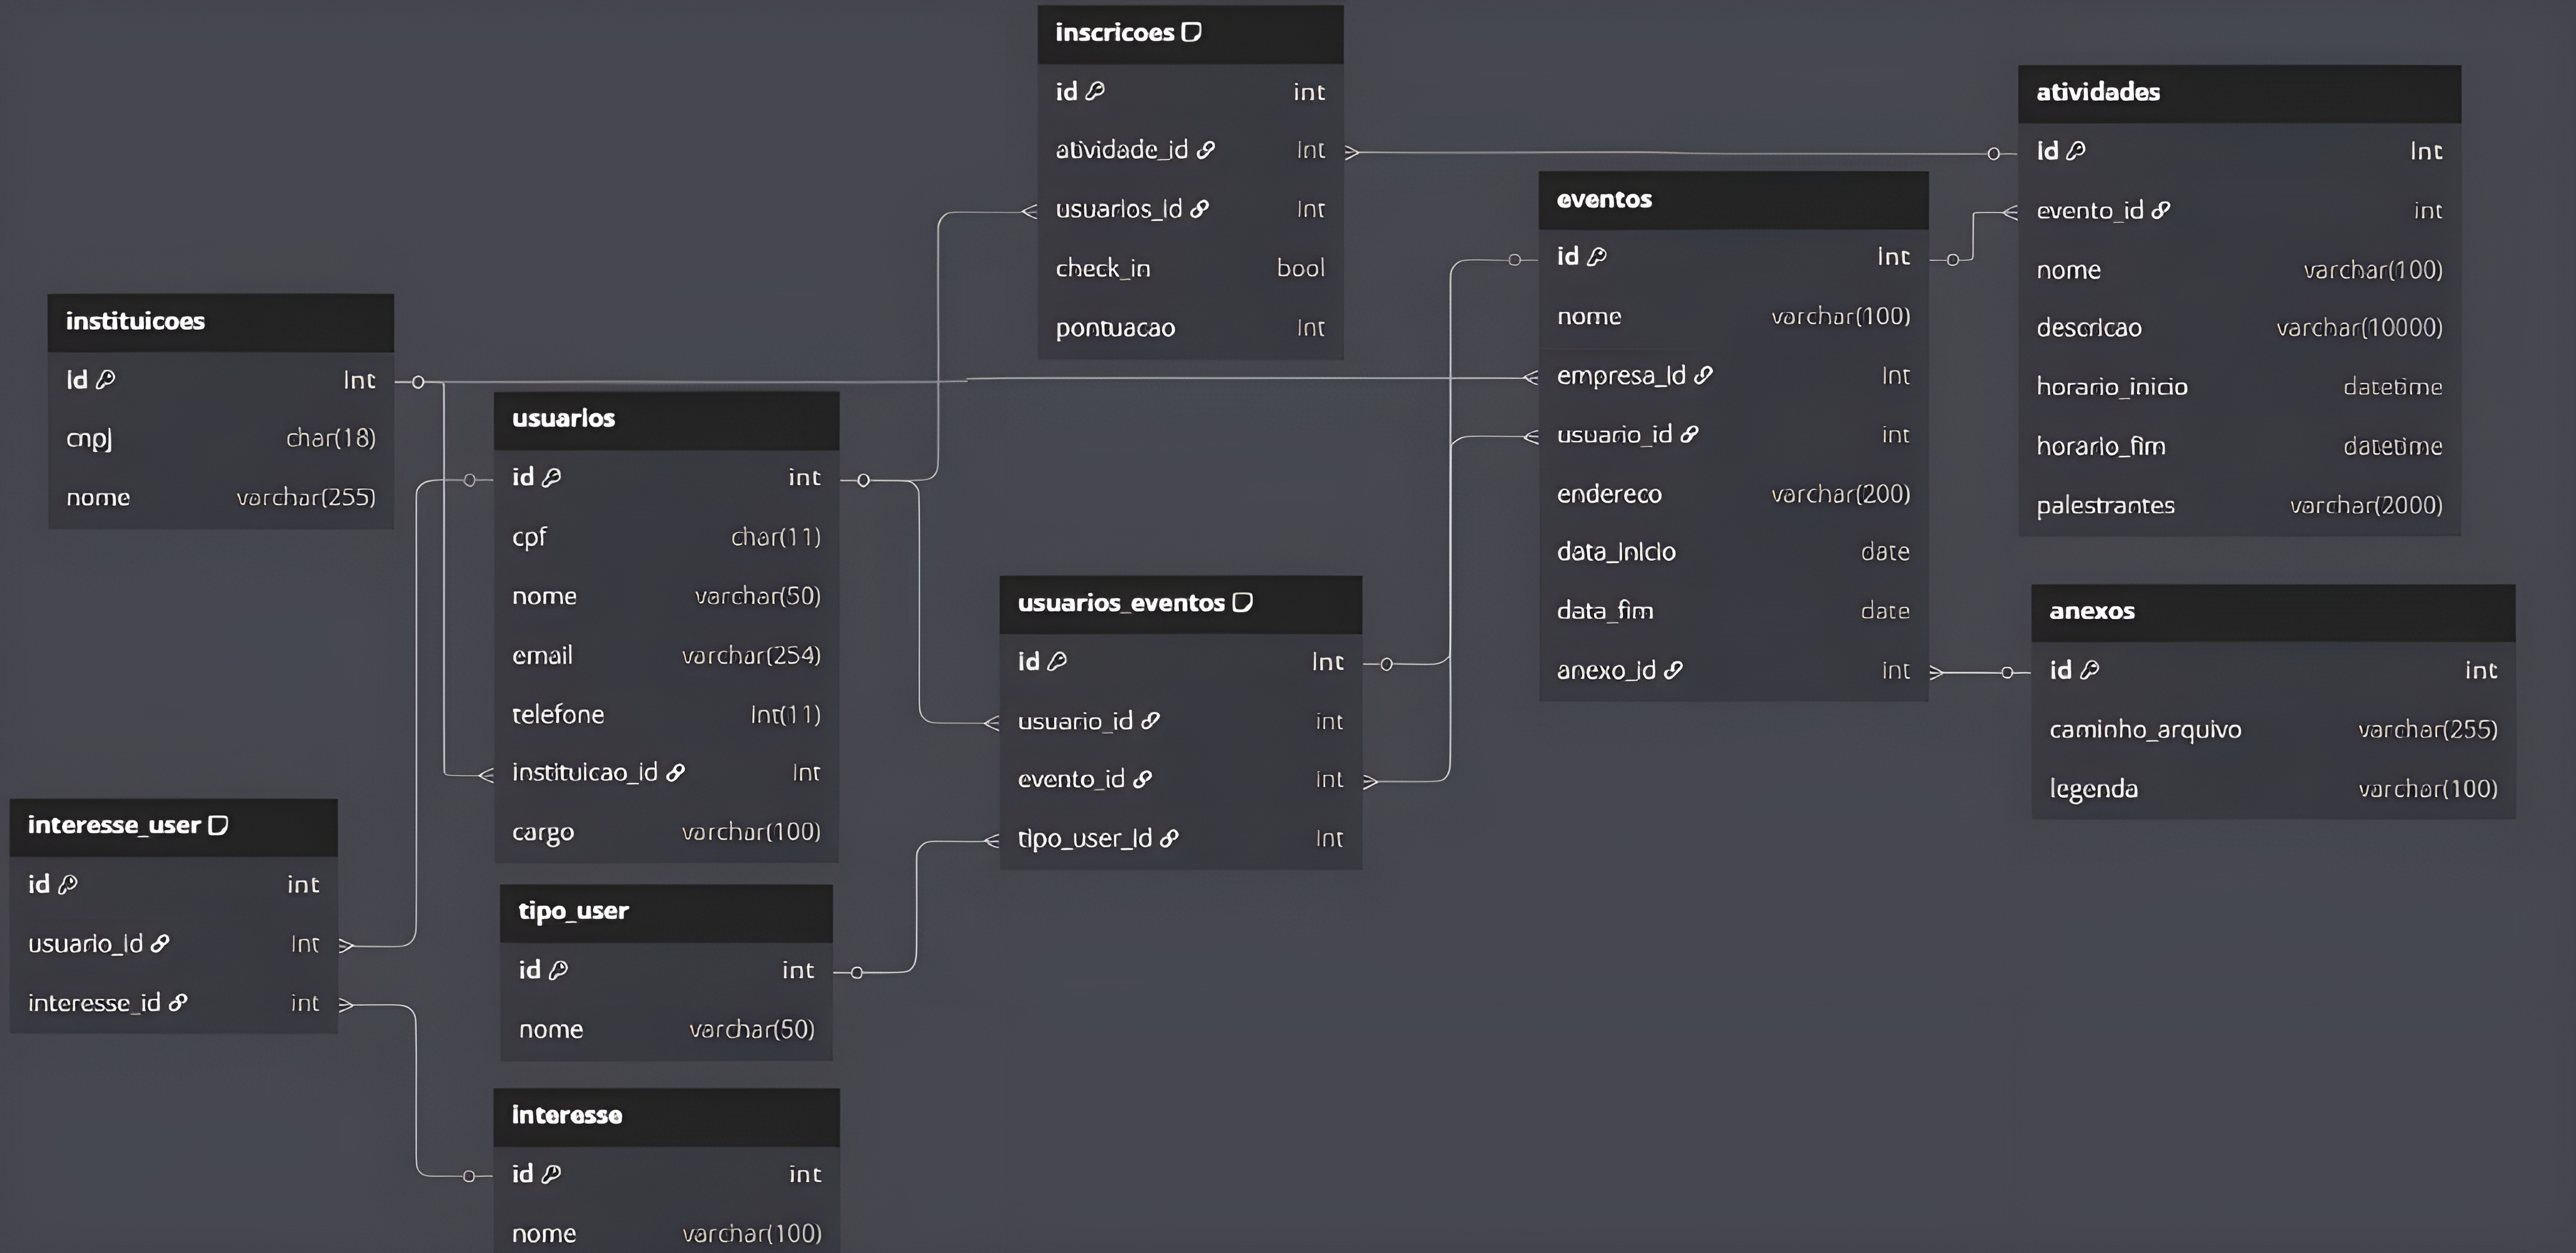 inscricoes
id int
atividade_id Int
usuarios_id Int
check_in bool
pontuacao Int
atividades
id Int
evento_id int
nome varchar(100)
descricao varchar(10000)
horario_inicio datetime
horario_fim datetime
palestrantes varchar(2000)
eventos
id Int
nome varchar(100)
empresa_id Int
usuario_id int
endereco varchar(200)
data_inicio date
data_fim date
anexo_id int
instituicoes
id Int
cnpj char(18)
nome varchar(255)
usuarios
id int
cpf char(11)
nome varchar(50)
email varchar(254)
telefone Int(11)
instituicao_id Int
cargo varchar(100)
usuarios_eventos
id Int
usuario_id int
evento_id int
tipo_user_id Int
anexos
id int
caminho_arquivo varchar(255)
legenda varchar(100)
interesse_user
id int
usuario_id Int
interesse_id int
tipo_user
id int
nome varchar(50)
interesse
id int
nome varchar(100)